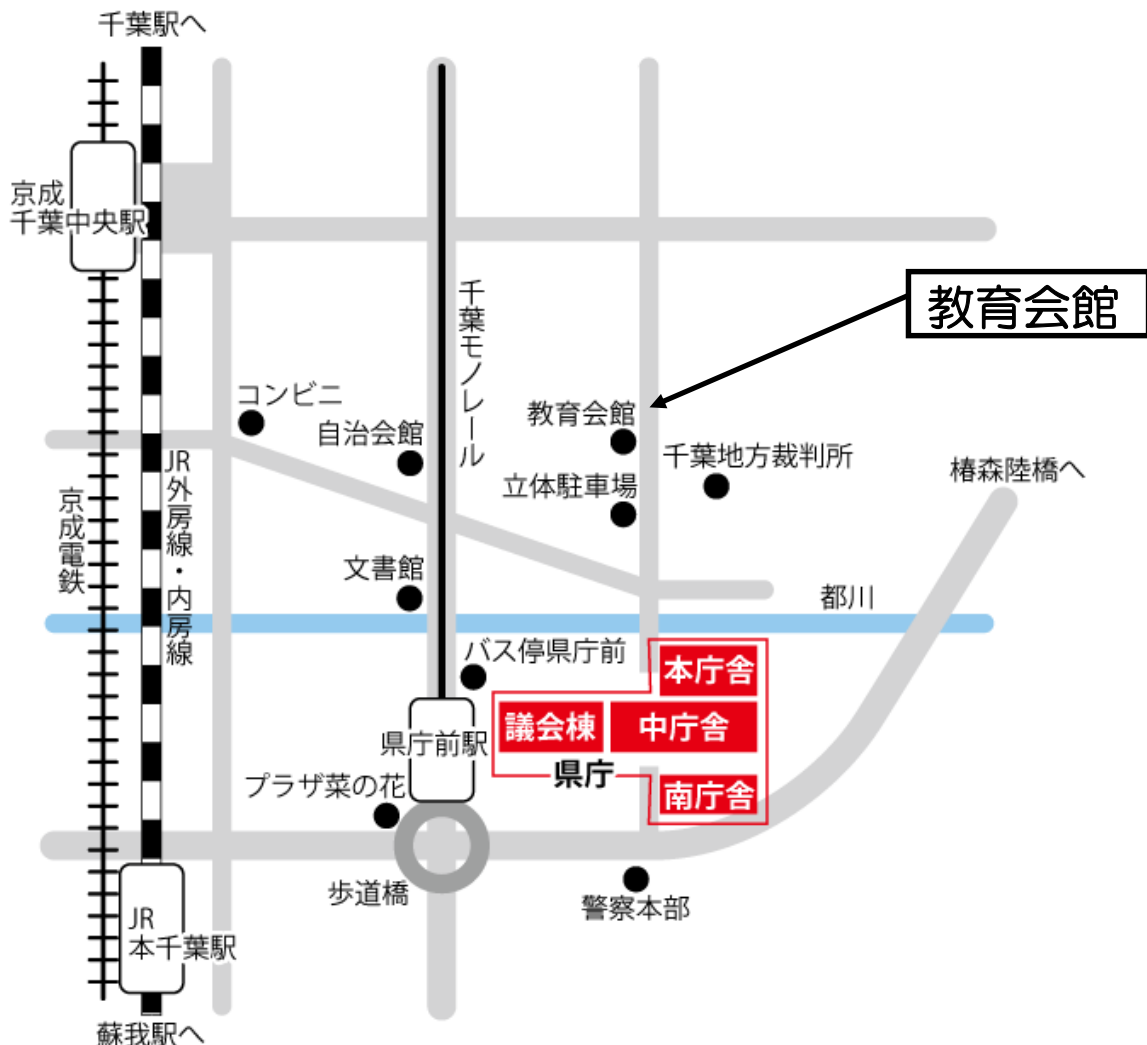 千葉駅へ
京成
千葉中央駅
教育会館
千葉モノレール
コンビニ
自治会館
教育会館
千葉地方裁判所
椿森陸橋へ
JR外房線・内房線
京成電鉄
立体駐車場
文書館
都川
バス停県庁前
本庁舎
議会棟
中庁舎
県庁前駅
県庁
南庁舎
プラザ菜の花
歩道橋
警察本部
JR
本千葉駅
蘇我駅へ